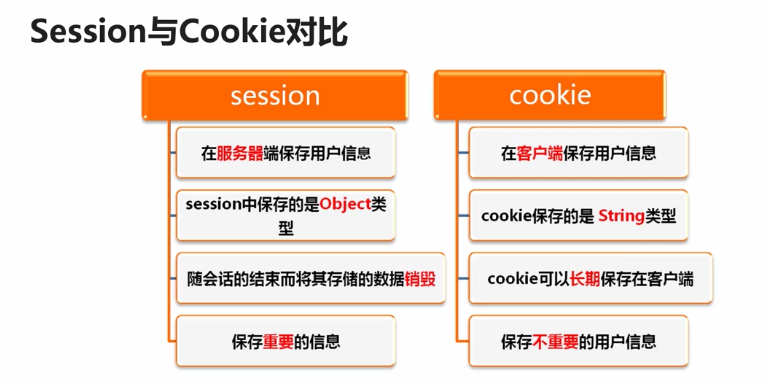 Session与Cookie对比
session
在服务器端保存用户信息
session中保存的是Object类
型
随会话的结束而将其存储的数据销毁
保存重要的信息
cookie
在客户端保存用户信息
cookie保存的是 String类型
cookie可以长期保存在客户端
保存不重要的用户信息